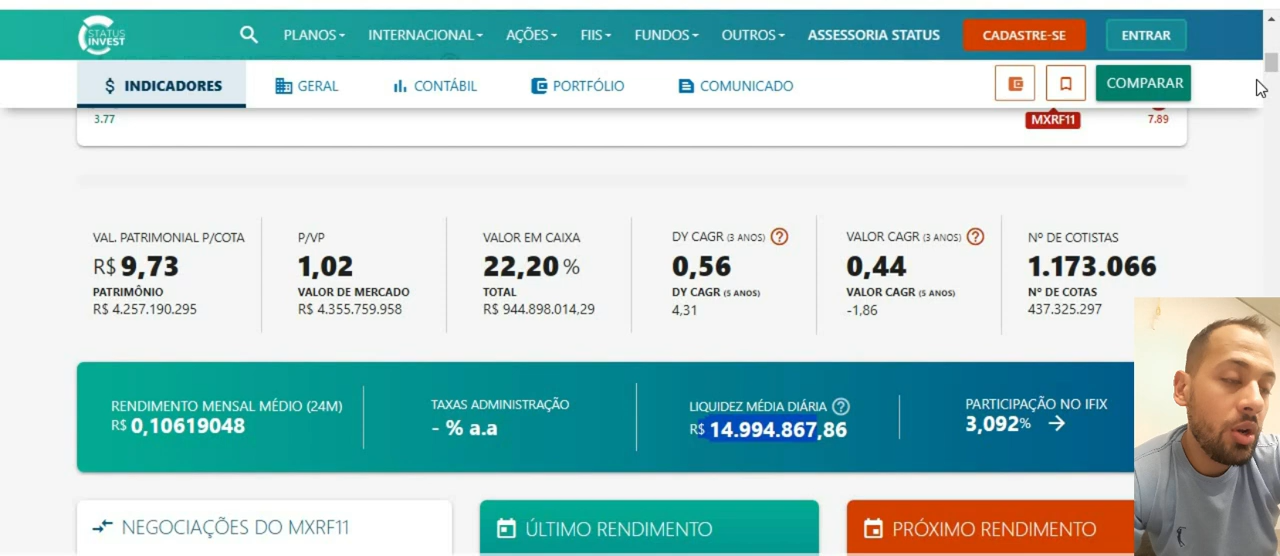 STATUS INVEST
PLANOS INTERNACIONAL AÇÕES FIIS FUNDOS OUTROS ASSESSORIA STATUS CADASTRE-SE ENTRAR
$ INDICADORES GERAL CONTÁBIL PORTFÓLIO COMUNICADO COMPARAR
3.77 MXRF11 7.89
VAL. PATRIMONIAL P/COTA P/VP VALOR EM CAIXA DY CAGR (3 ANOS) ? VALOR CAGR (3 ANOS) ? Nº DE COTISTAS
R$ 9,73 1,02 22,20 % 0,56 0,44 1.173.066
PATRIMÔNIO VALOR DE MERCADO TOTAL DY CAGR (5 ANOS) VALOR CAGR (5 ANOS) Nº DE COTAS
R$ 4.257.190.295 R$ 4.355.759.958 R$ 944.898.014,29 4,31 -1,86 437.325.297
RENDIMENTO MENSAL MÉDIO (24M) TAXAS ADMINISTRAÇÃO LIQUIDEZ MÉDIA DIÁRIA ? PARTICIPAÇÃO NO IFIX
R$ 0,10619048 - % a.a R$ 14.994.867,86 3,092% →
NEGOCIAÇÕES DO MXRF11 ÚLTIMO RENDIMENTO PRÓXIMO RENDIMENTO